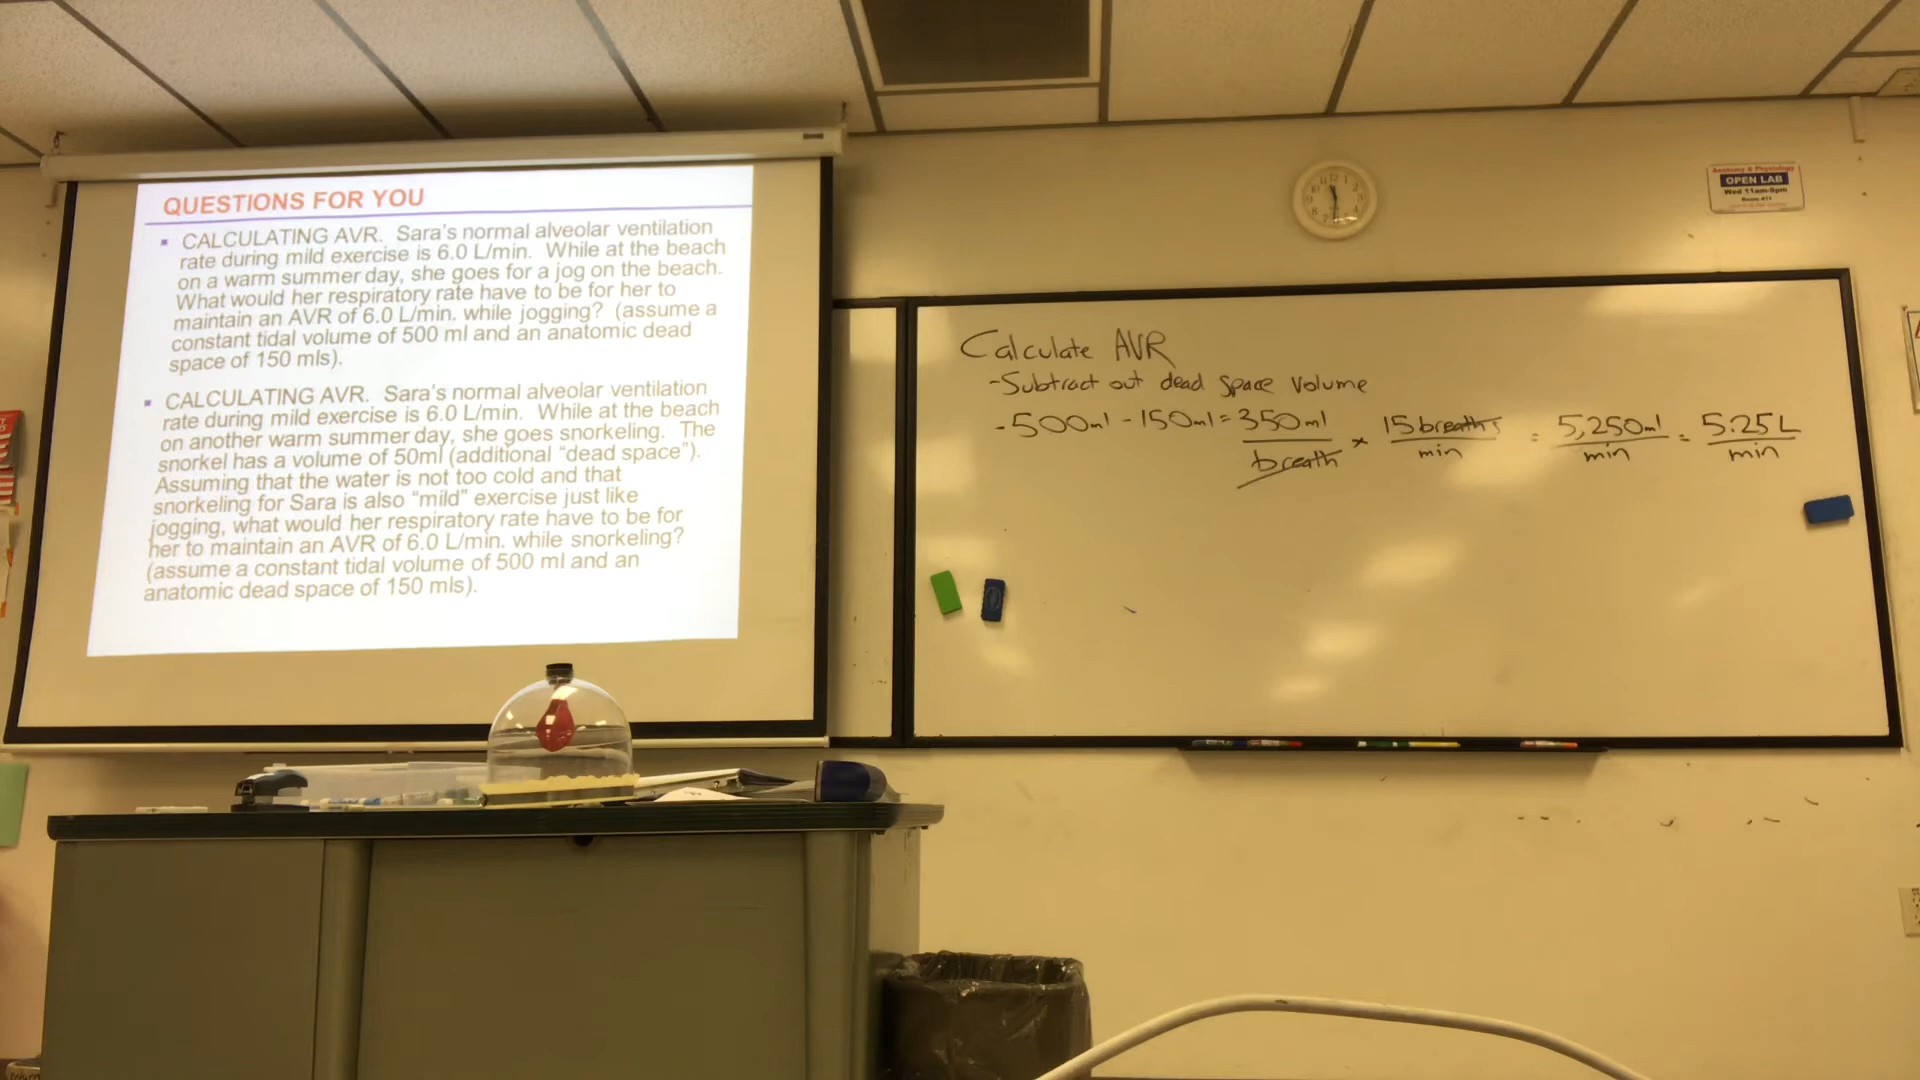 QUESTIONS FOR YOU
▪ CALCULATING AVR. Sara's normal alveolar ventilation
rate during mild exercise is 6.0 L/min. While at the beach
on a warm summer day, she goes for a jog on the beach.
What would her respiratory rate have to be for her to
maintain an AVR of 6.0 L/min. while jogging? (assume a
constant tidal volume of 500 ml and an anatomic dead
space of 150 mls).
▪ CALCULATING AVR. Sara's normal alveolar ventilation
rate during mild exercise is 6.0 L/min. While at the beach
on another warm summer day, she goes snorkeling. The
snorkel has a volume of 50ml (additional "dead space").
Assuming that the water is not too cold and that
snorkeling for Sara is also "mild" exercise just like
jogging, what would her respiratory rate have to be for
her to maintain an AVR of 6.0 L/min. while snorkeling?
(assume a constant tidal volume of 500 ml and an
anatomic dead space of 150 mls).
Calculate AVR
-Subtract out dead space volume
-500ml -150ml = 350ml × 15 breaths = 5,250ml = 5.25L
breath min min min
Anatomy & Physiology
OPEN LAB
Wed 11am-8pm